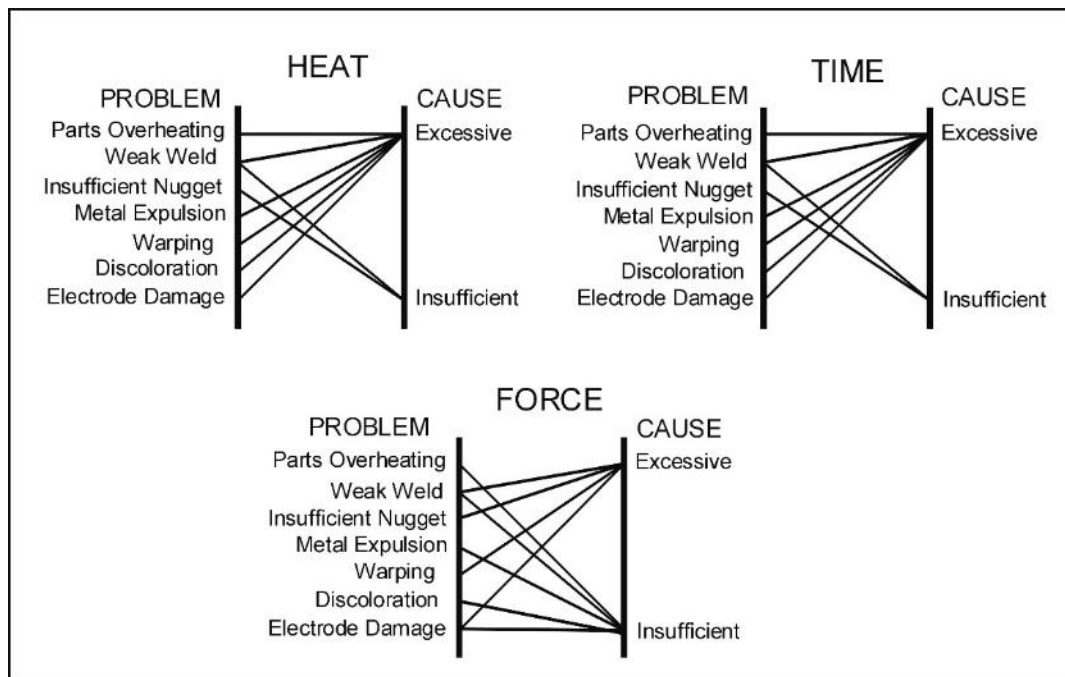 HEAT
PROBLEM CAUSE
Parts Overheating Excessive
Weak Weld
Insufficient Nugget
Metal Expulsion
Warping
Discoloration
Electrode Damage Insufficient
TIME
PROBLEM CAUSE
Parts Overheating Excessive
Weak Weld
Insufficient Nugget
Metal Expulsion
Warping
Discoloration
Electrode Damage Insufficient
FORCE
PROBLEM CAUSE
Parts Overheating Excessive
Weak Weld
Insufficient Nugget
Metal Expulsion
Warping
Discoloration
Electrode Damage Insufficient